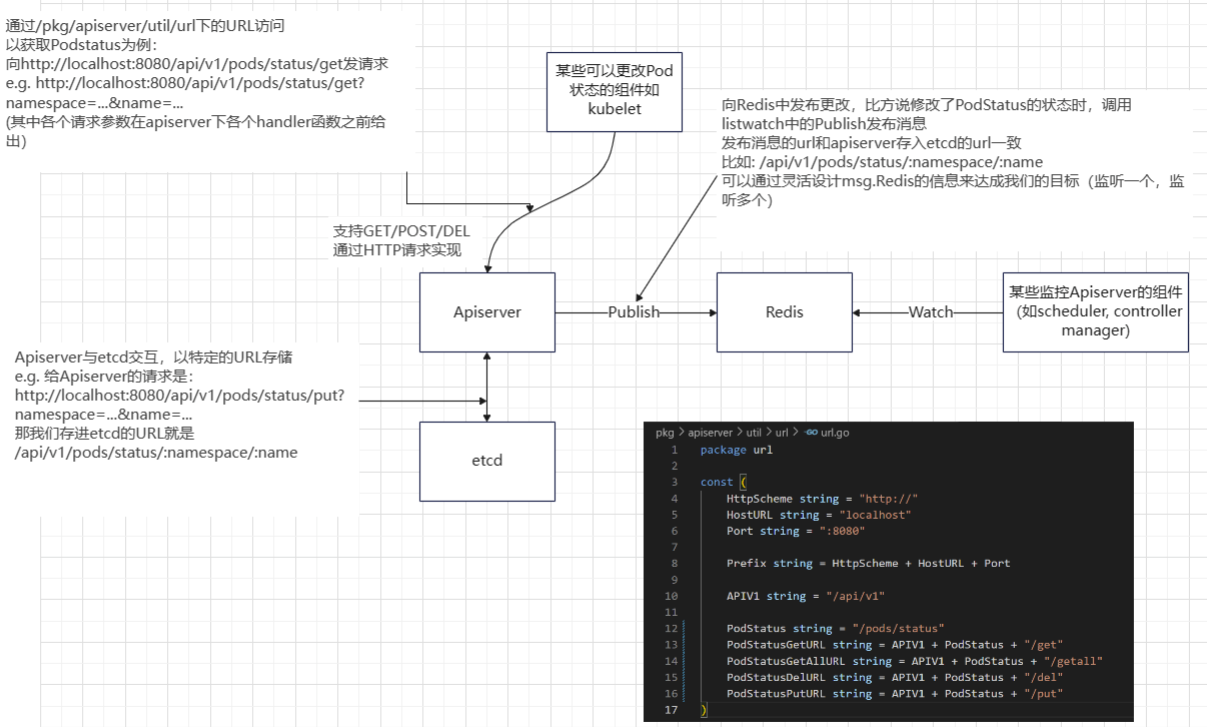 通过/pkg/apiserver/util/url下的URL访问
以获取Podstatus为例：
向http://localhost:8080/api/v1/pods/status/get发请求
e.g. http://localhost:8080/api/v1/pods/status/get?
namespace=...&name=...
(其中各个请求参数在apiserver下各个handler函数之前给
出)
某些可以更改Pod
状态的组件如
kubelet
向Redis中发布更改，比方说修改了PodStatus的状态时，调用
listwatch中的Publish发布消息
发布消息的url和apiserver存入etcd的url一致
比如: /api/v1/pods/status/:namespace/:name
可以通过灵活设计msg.Redis的信息来达成我们的目标（监听一个，监
听多个）
支持GET/POST/DEL
通过HTTP请求实现
Apiserver
Publish
Redis
Watch
某些监控Apiserver的组件
(如scheduler, controller
manager)
Apiserver与etcd交互，以特定的URL存储
e.g. 给Apiserver的请求是：
http://localhost:8080/api/v1/pods/status/put?
namespace=...&name=...
那我们存进etcd的URL就是
/api/v1/pods/status/:namespace/:name
etcd
pkg > apiserver > util > url > GO url.go
1 package url
2
3 const (
4 HttpScheme string = "http://"
5 HostURL string = "localhost"
6 Port string = ":8080"
7
8 Prefix string = HttpScheme + HostURL + Port
9
10 APIV1 string = "/api/v1"
11
12 PodStatus string = "/pods/status"
13 PodStatusGetURL string = APIV1 + PodStatus + "/get"
14 PodStatusGetAllURL string = APIV1 + PodStatus + "/getall"
15 PodStatusDelURL string = APIV1 + PodStatus + "/del"
16 PodStatusPutURL string = APIV1 + PodStatus + "/put"
17 )